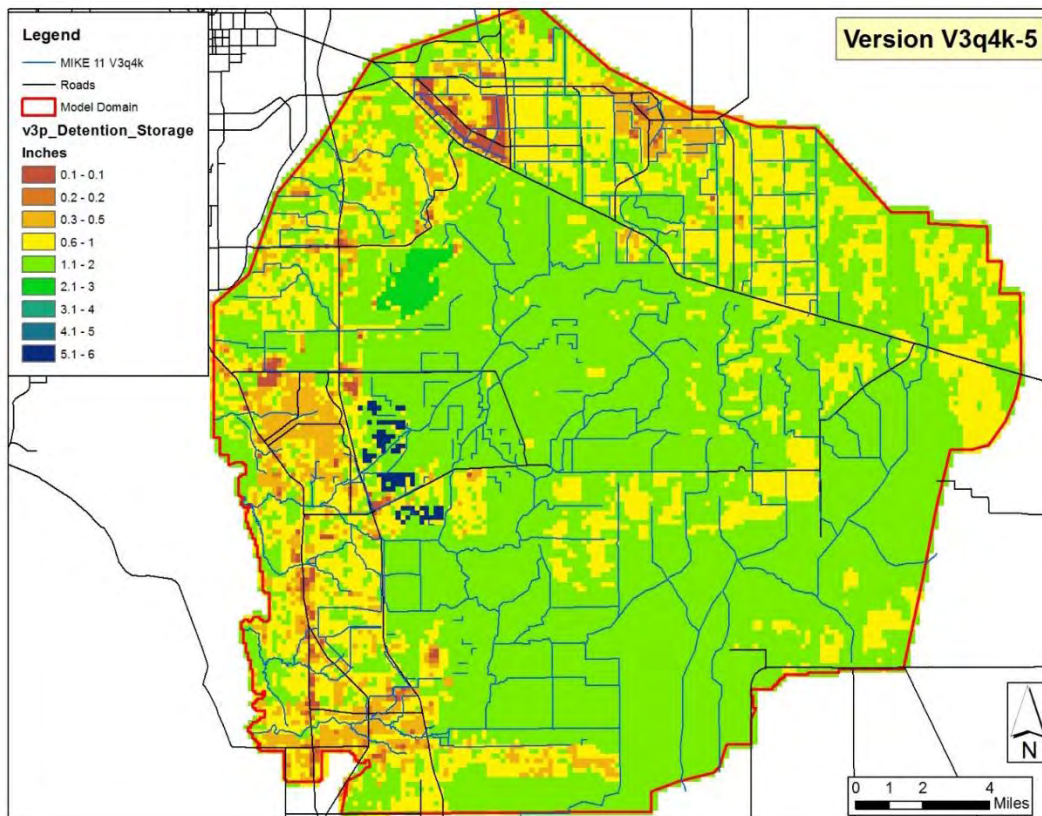 Legend
MIKE 11 V3q4k
Roads
Model Domain
v3p_Detention_Storage
Inches
0.1 - 0.1
0.2 - 0.2
0.3 - 0.5
0.6 - 1
1.1 - 2
2.1 - 3
3.1 - 4
4.1 - 5
5.1 - 6
Version V3q4k-5
N
0 1 2 4
Miles